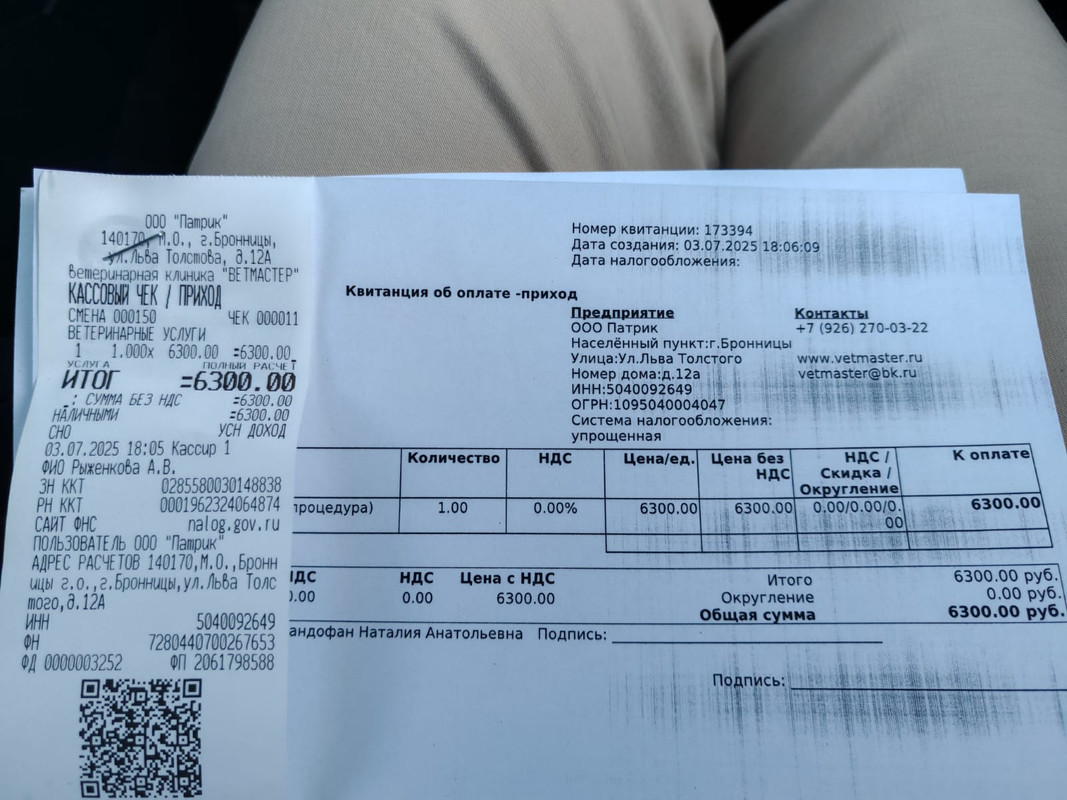 ООО "Патрик"
140170, М.О., г.Бронницы,
ул.Льва Толстова, д.12А
Ветеринарная клиника "ВЕТМАСТЕР"
КАССОВЫЙ ЧЕК / ПРИХОД
СМЕНА 000150 ЧЕК 000011
ВЕТЕРИНАРНЫЕ УСЛУГИ
1 1.000х 6300.00 =6300.00
УСЛУГА ПОЛНЫЙ РАСЧЕТ
ИТОГ =6300.00
: СУММА БЕЗ НДС =6300.00
НАЛИЧНЫМИ =6300.00
СНО УСН ДОХОД
03.07.2025 18:05 Кассир 1
ФИО Рыженкова А.В.
ЗН ККТ 0285580030148838
РН ККТ 0001962324064874
САЙТ ФНС nalog.gov.ru
ПОЛЬЗОВАТЕЛЬ ООО "Патрик"
АДРЕС РАСЧЕТОВ 140170,М.О.,Бронн
ицы г.о.,г.Бронницы,ул.Льва Толс
того,д.12А
ИНН 5040092649
ФН 7280440700267653
ФД 0000003252 ФП 2061798588
Номер квитанции: 173394
Дата создания: 03.07.2025 18:06:09
Дата налогообложения:
Квитанция об оплате -приход
Предприятие Контакты
ООО Патрик +7 (926) 270-03-22
Населённый пункт:г.Бронницы
Улица:Ул.Льва Толстого www.vetmaster.ru
Номер дома:д.12а vetmaster@bk.ru
ИНН:5040092649
ОГРН:1095040004047
Система налогообложения:
упрощенная
Количество НДС Цена/ед. Цена без НДС НДС / Скидка / Округление К оплате
процедура) 1.00 0.00% 6300.00 6300.00 0.00/0.00/0.00 6300.00
НДС НДС Цена с НДС Итого 6300.00 руб.
0.00 0.00 6300.00 Округление 0.00 руб.
Общая сумма 6300.00 руб.
андофан Наталия Анатольевна Подпись:
Подпись: